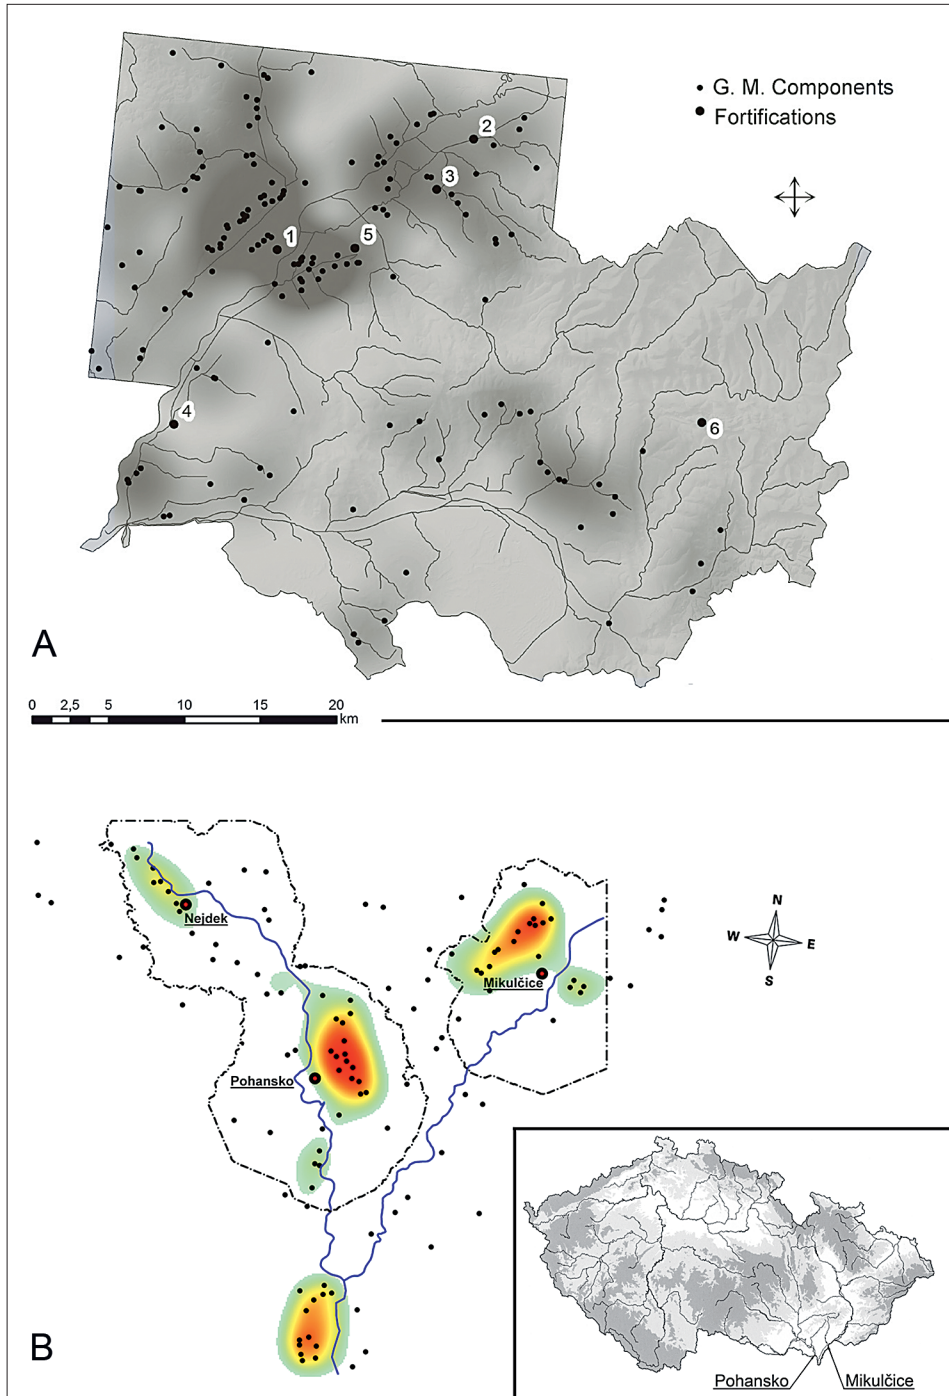 G. M. Components
Fortifications
2
3
1
5
4
6
A
0 2,5 5 10 15 20
km
N
W E
S
Nejdek
Mikulčice
Pohansko
B
Pohansko Mikulčice